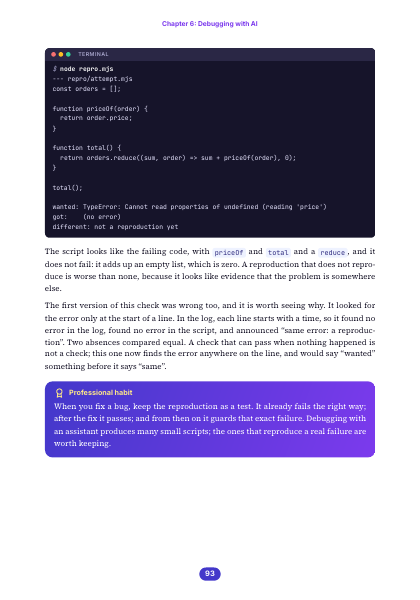 Chapter 6: Debugging with AI
TERMINAL
$ node repro.mjs
--- repro/attempt.mjs
const orders = [];
function priceOf(order) {
return order.price;
}
function total() {
return orders.reduce((sum, order) => sum + priceOf(order), 0);
}
total();
wanted: TypeError: Cannot read properties of undefined (reading 'price')
got: (no error)
different: not a reproduction yet
The script looks like the failing code, with priceOf and total and a reduce, and it
does not fail: it adds up an empty list, which is zero. A reproduction that does not repro-
duce is worse than none, because it looks like evidence that the problem is somewhere
else.
The first version of this check was wrong too, and it is worth seeing why. It looked for
the error only at the start of a line. In the log, each line starts with a time, so it found no
error in the log, found no error in the script, and announced “same error: a reproduc-
tion”. Two absences compared equal. A check that can pass when nothing happened is
not a check; this one now finds the error anywhere on the line, and would say “wanted”
something before it says “same”.
Professional habit
When you fix a bug, keep the reproduction as a test. It already fails the right way;
after the fix it passes; and from then on it guards that exact failure. Debugging with
an assistant produces many small scripts; the ones that reproduce a real failure are
worth keeping.
93